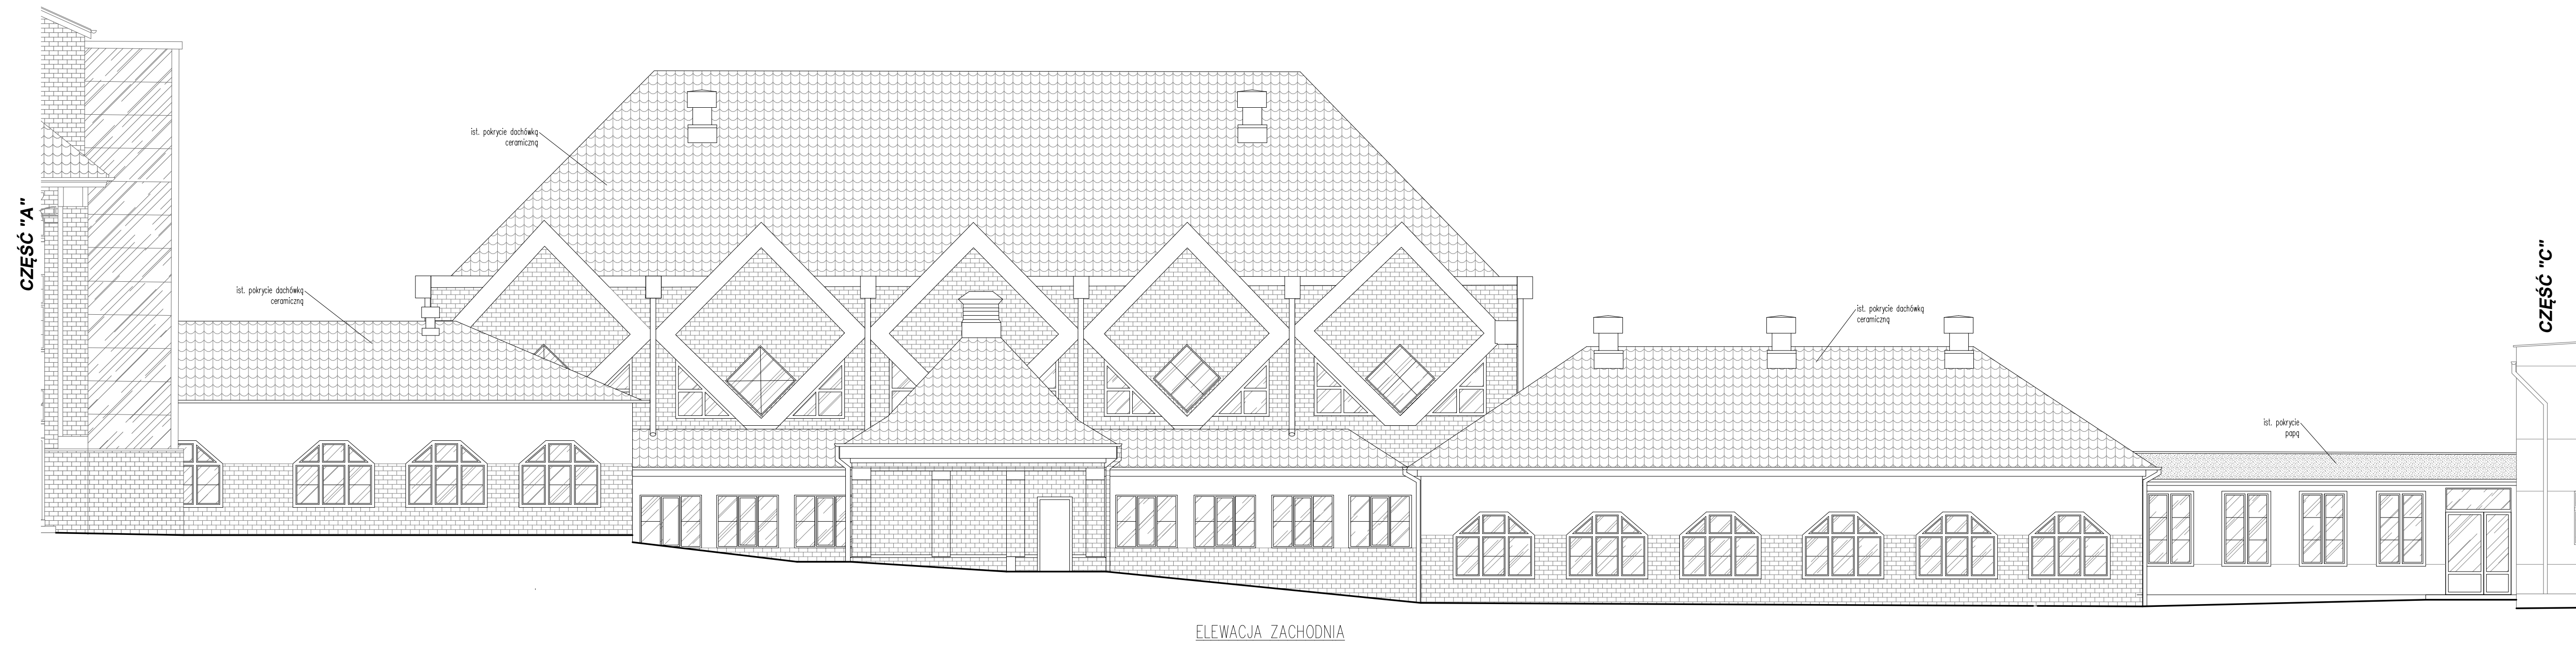 CZĘŚĆ "A"
ist. pokrycie dachówką
ceramiczną
ist. pokrycie dachówką
ceramiczną
ist. pokrycie dachówką
ceramiczną
ist. pokrycie
papą
CZĘŚĆ "C"
ELEWACJA ZACHODNIA